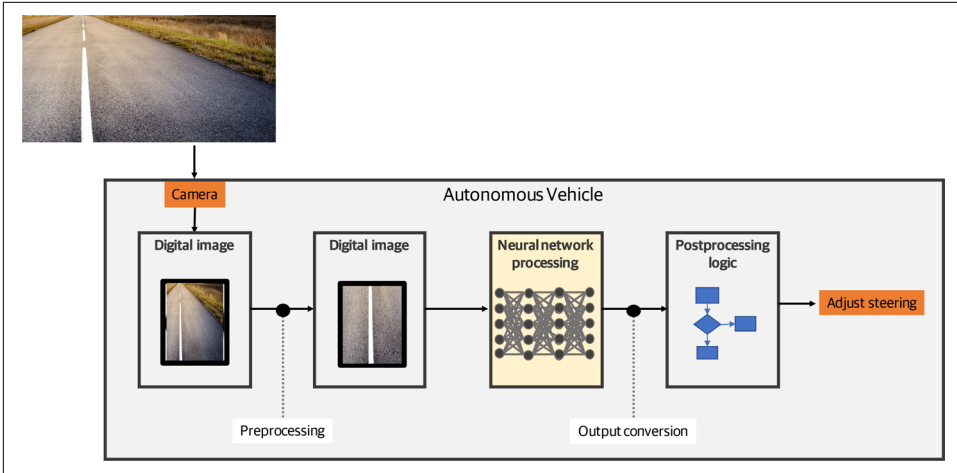 Autonomous Vehicle
Camera
Digital image
Digital image
Neural network
processing
Postprocessing
logic
Adjust steering
Preprocessing
Output conversion